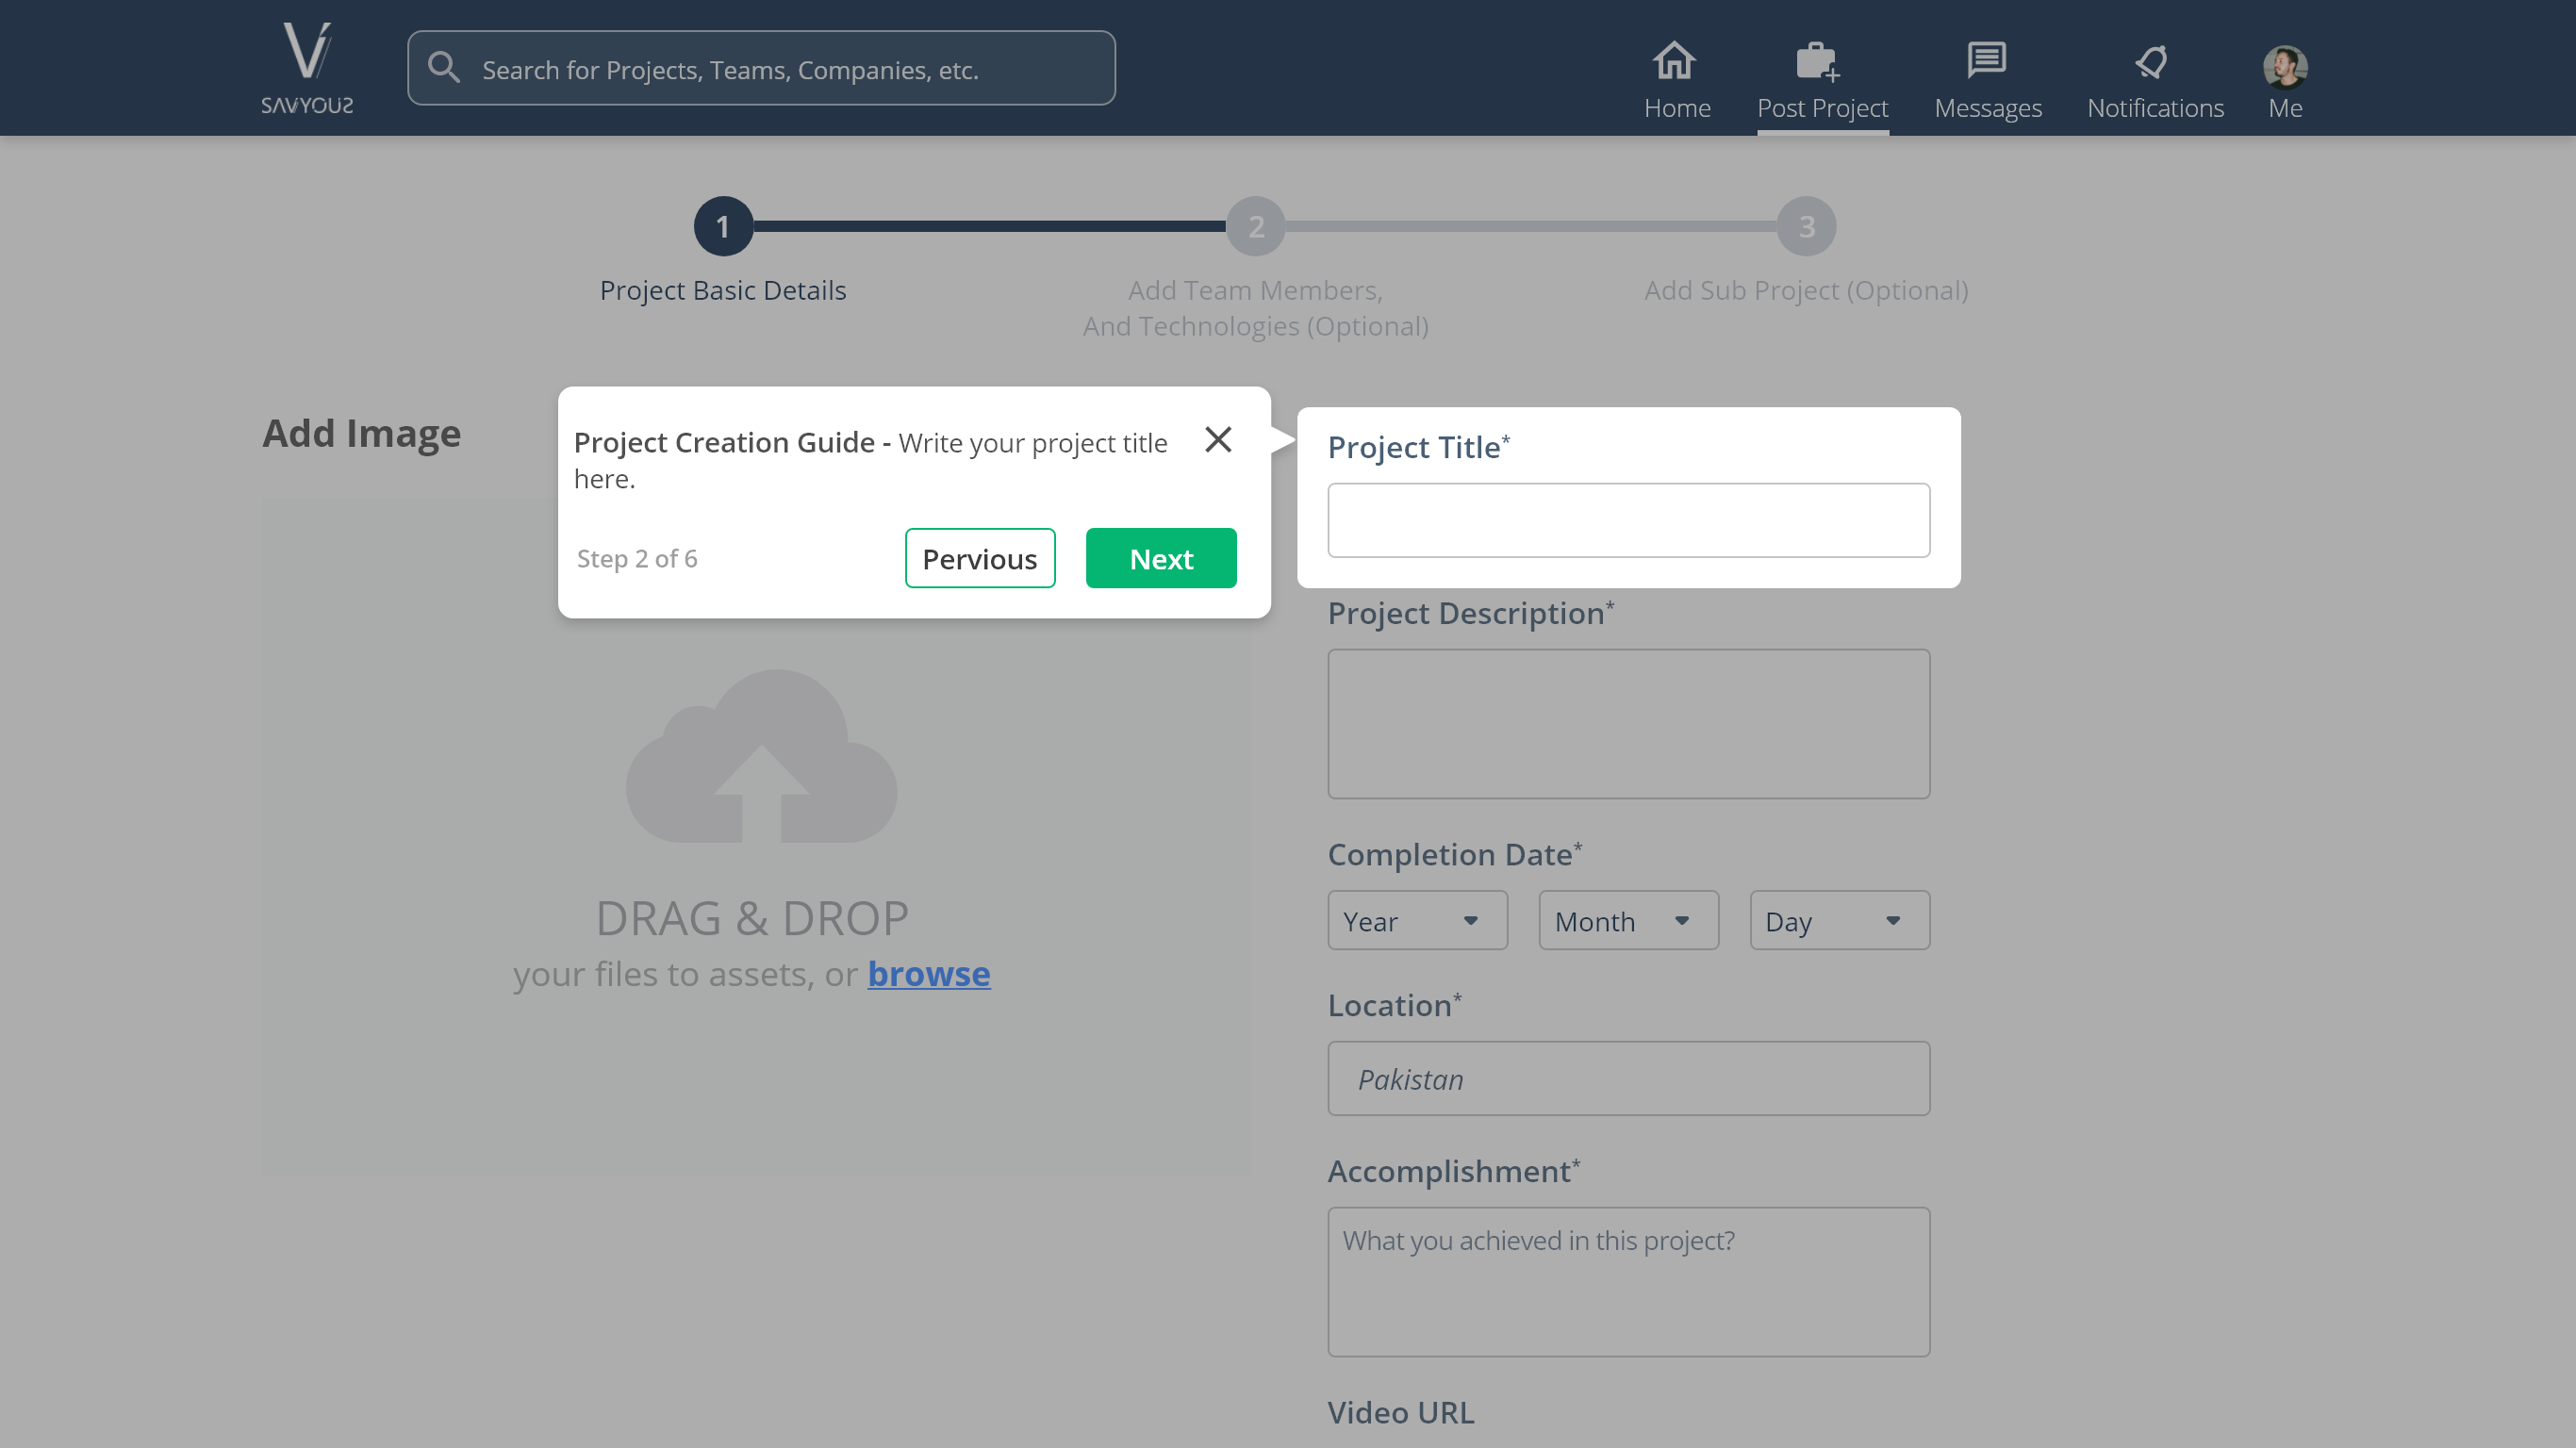 SAVYOUS
Search for Projects, Teams, Companies, etc.
Home
Post Project
Messages
Notifications
Me
1
2
3
Project Basic Details
Add Team Members,
And Technologies (Optional)
Add Sub Project (Optional)
Add Image
Project Creation Guide - Write your project title
here.
Step 2 of 6
Pervious
Next
DRAG & DROP
your files to assets, or browse
Project Title*
Project Description*
Completion Date*
Year
Month
Day
Location*
Pakistan
Accomplishment*
What you achieved in this project?
Video URL